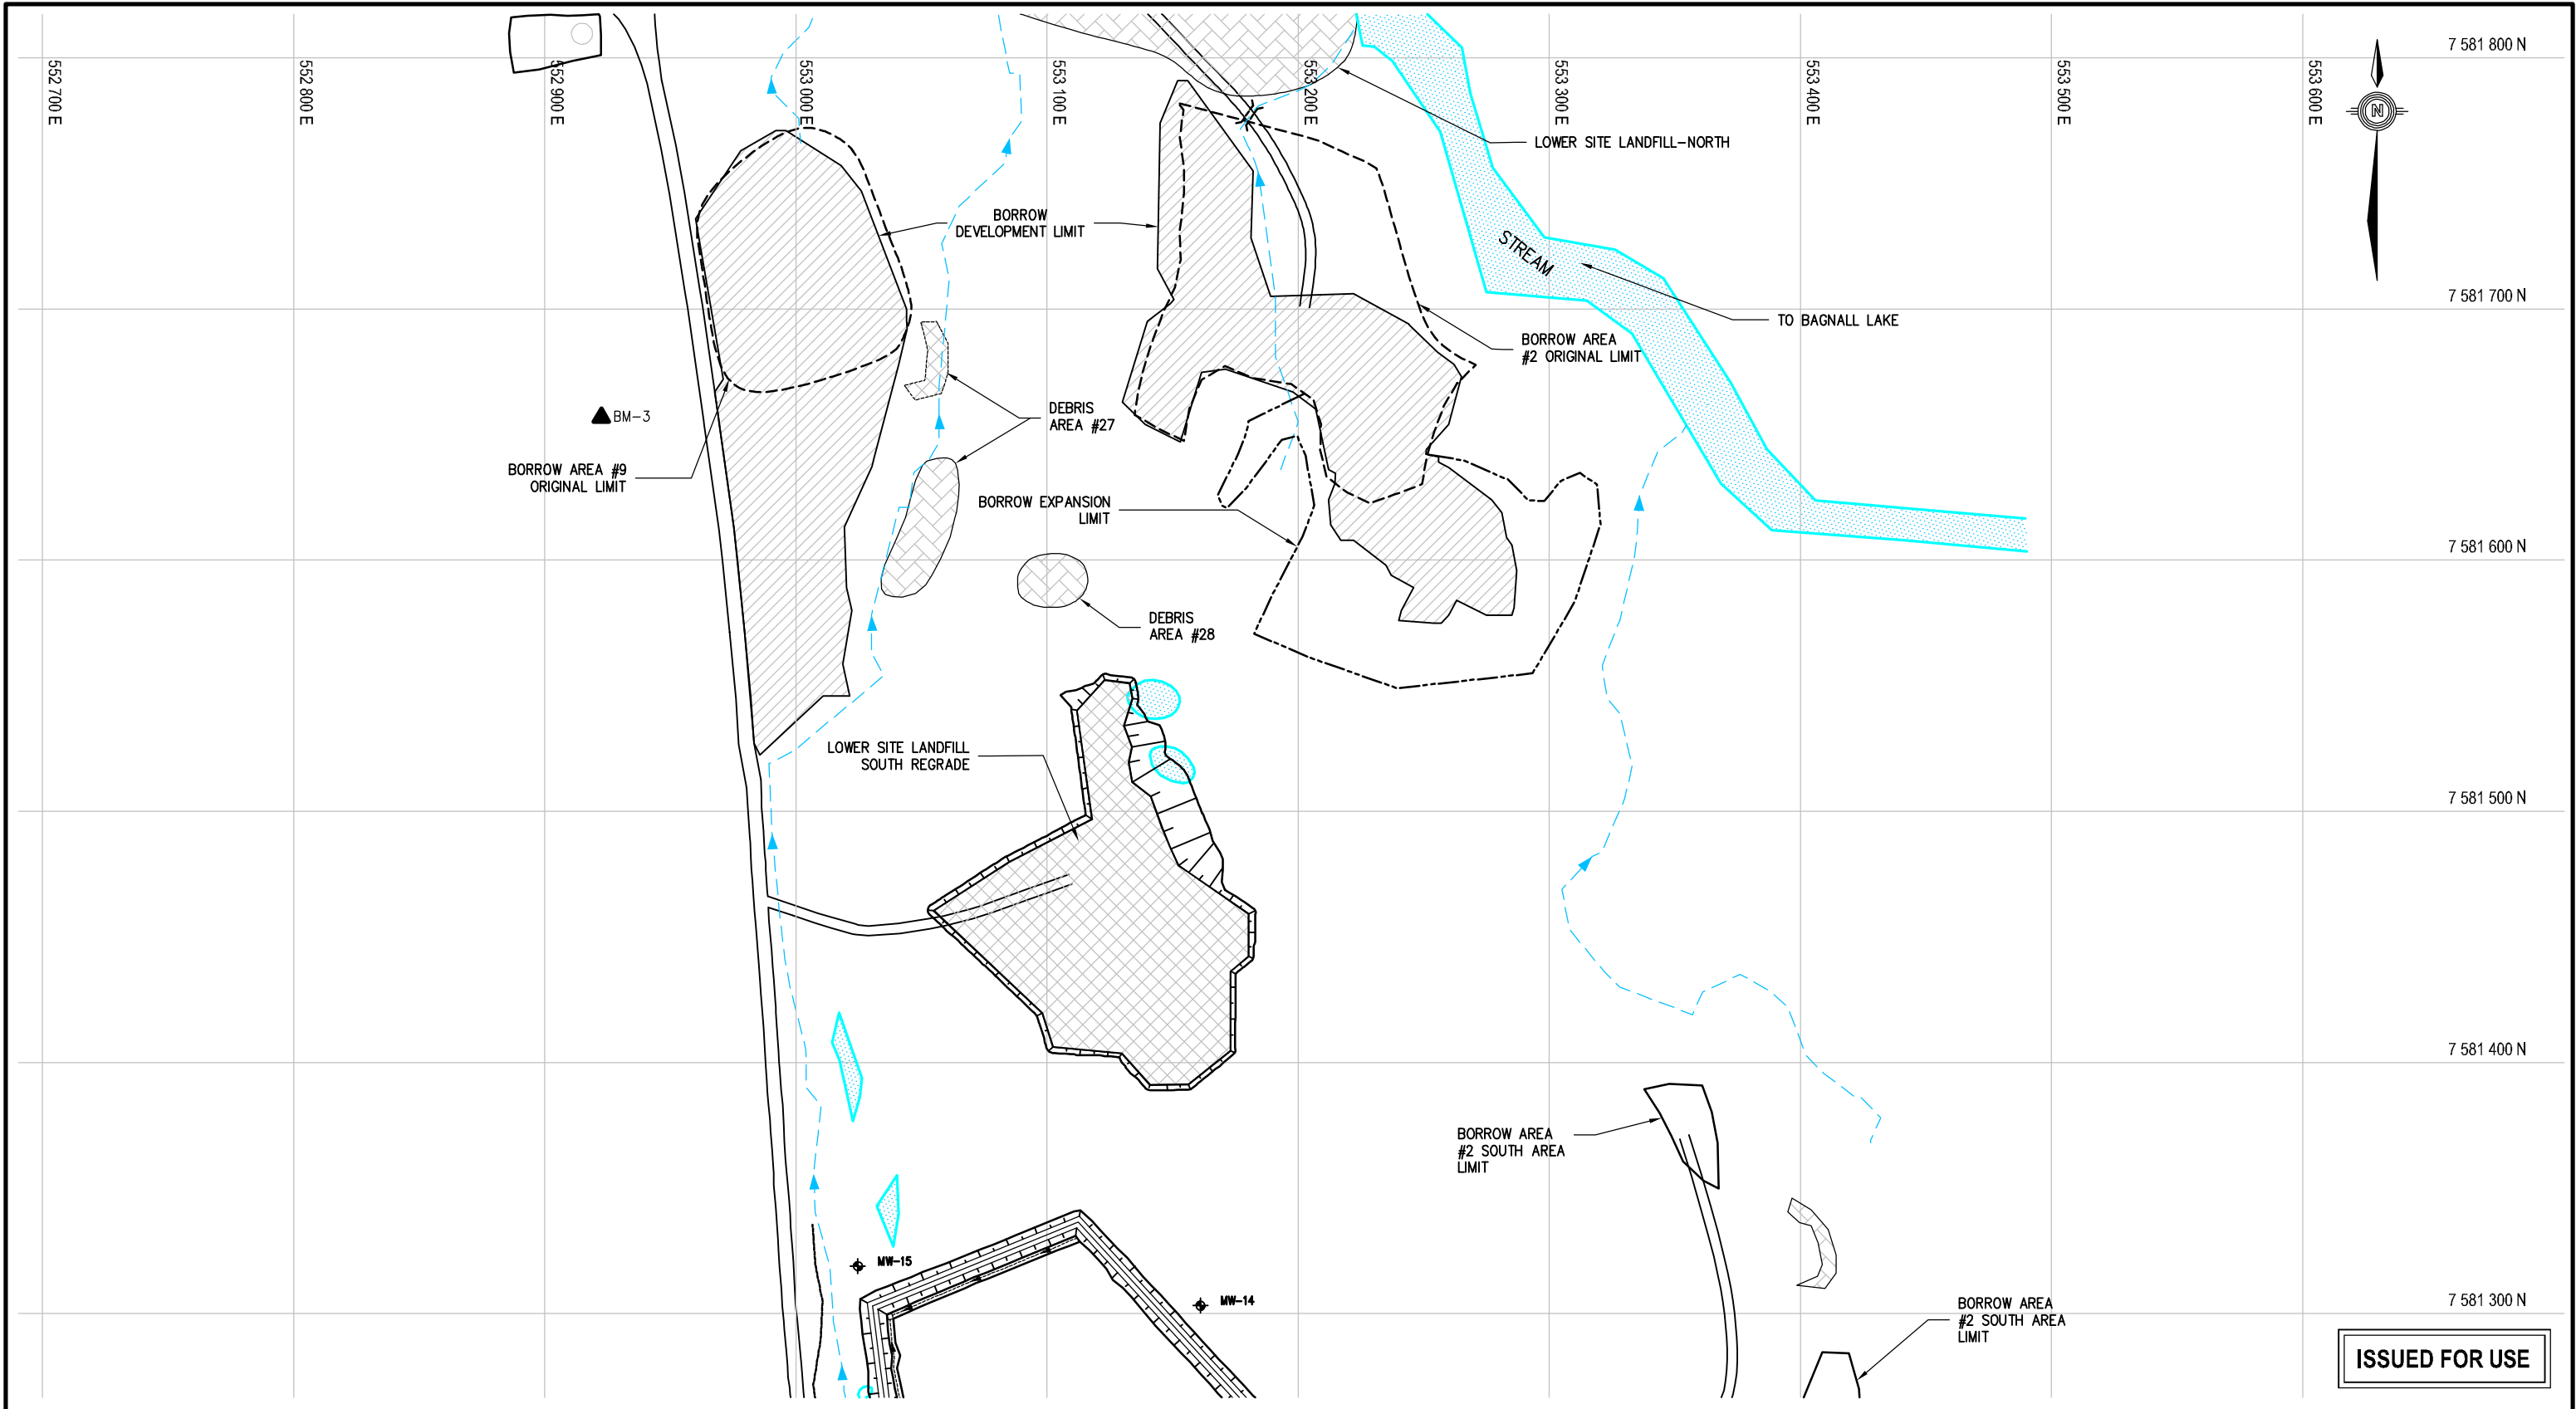 7 581 800 N
552 700 E
552 800 E
552 900 E
553 000 E
553 100 E
553 200 E
553 300 E
553 400 E
553 500 E
553 600 E
N
LOWER SITE LANDFILL-NORTH
BORROW
DEVELOPMENT LIMIT
STREAM
7 581 700 N
TO BAGNALL LAKE
BORROW AREA
#2 ORIGINAL LIMIT
BM-3
DEBRIS
AREA #27
BORROW AREA #9
ORIGINAL LIMIT
BORROW EXPANSION
LIMIT
7 581 600 N
DEBRIS
AREA #28
LOWER SITE LANDFILL
SOUTH REGRADE
7 581 500 N
7 581 400 N
BORROW AREA
#2 SOUTH AREA
LIMIT
MW-15
MW-14
7 581 300 N
BORROW AREA
#2 SOUTH AREA
LIMIT
ISSUED FOR USE